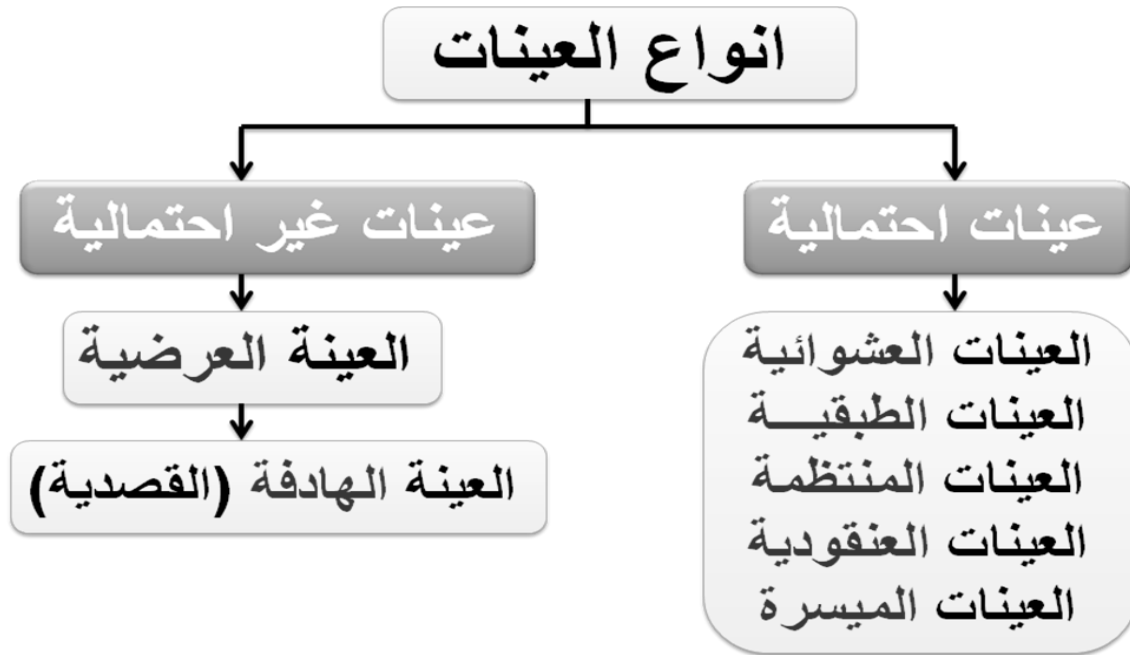 انواع العينات
عينات احتمالية
العينات العشوائية
العينات الطبقيـــة
العينات المنتظمة
العينات العنقودية
العينات الميسرة
عينات غير احتمالية
العينة العرضية
العينة الهادفة (القصدية)